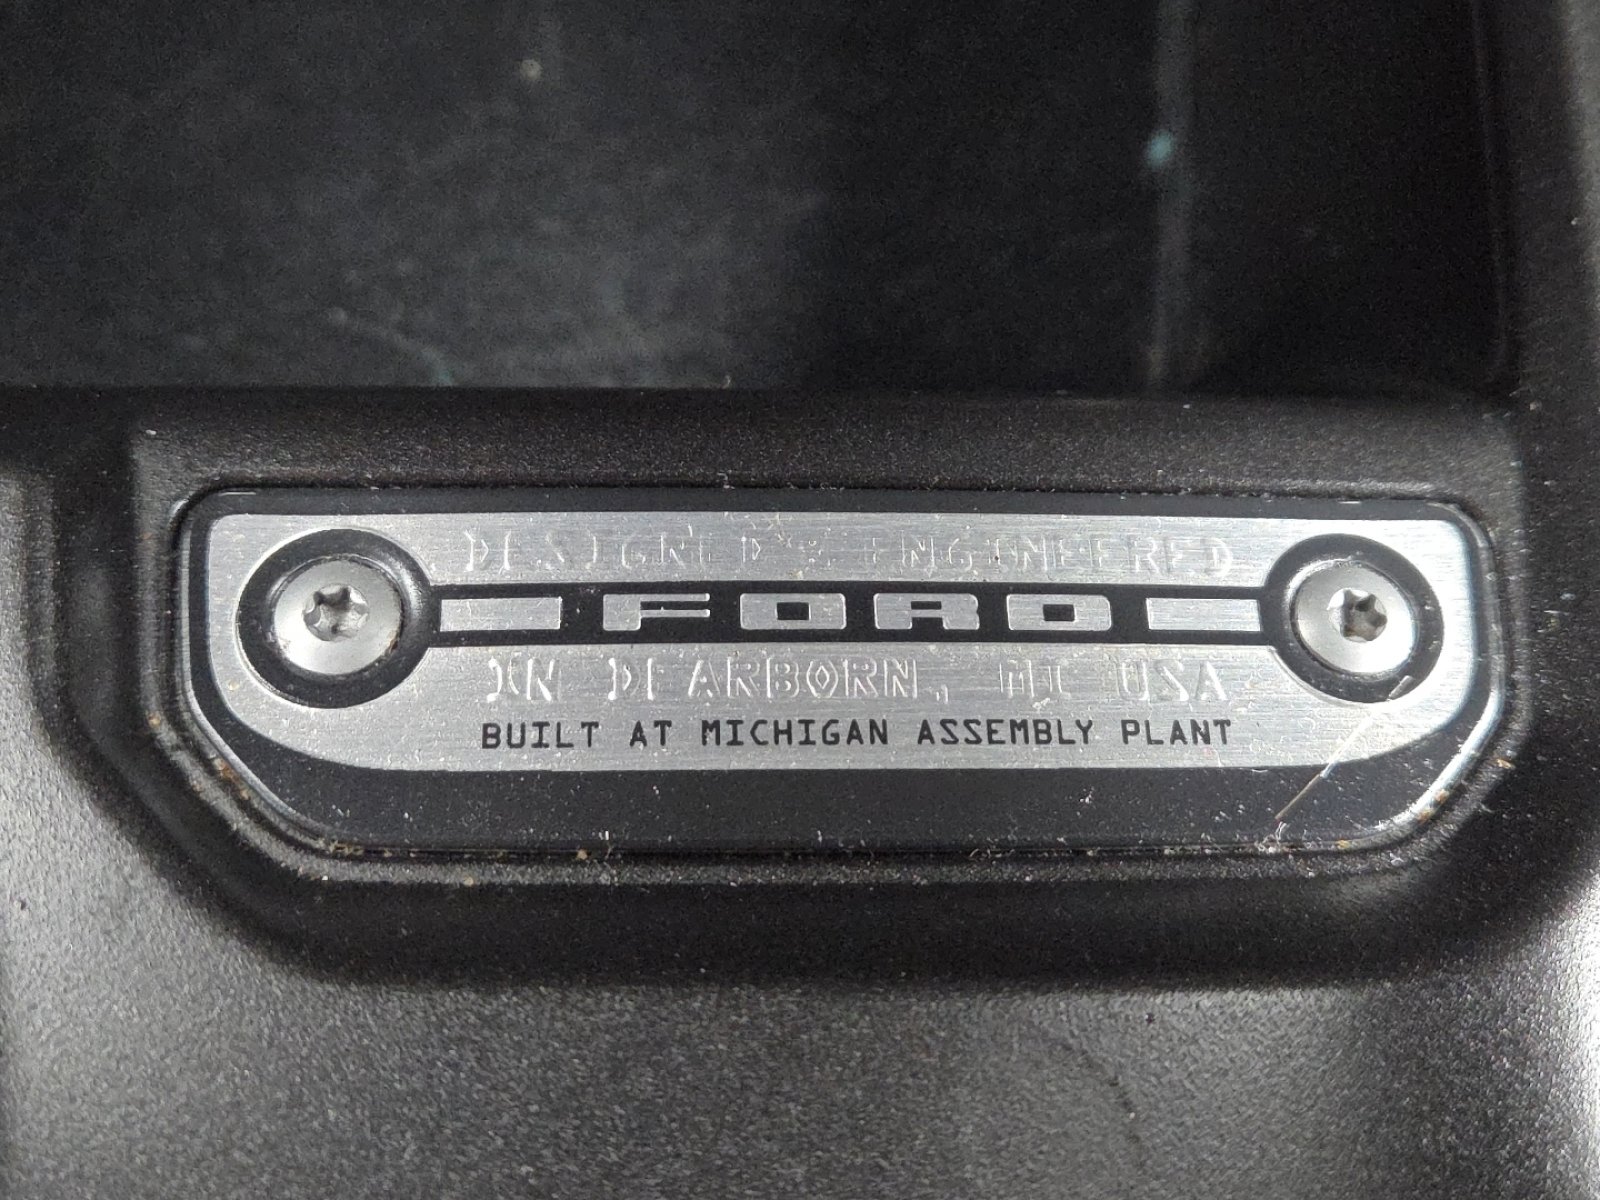 DESIGNED & ENGINEERED
FORD
IN DEARBORN, MI USA
BUILT AT MICHIGAN ASSEMBLY PLANT